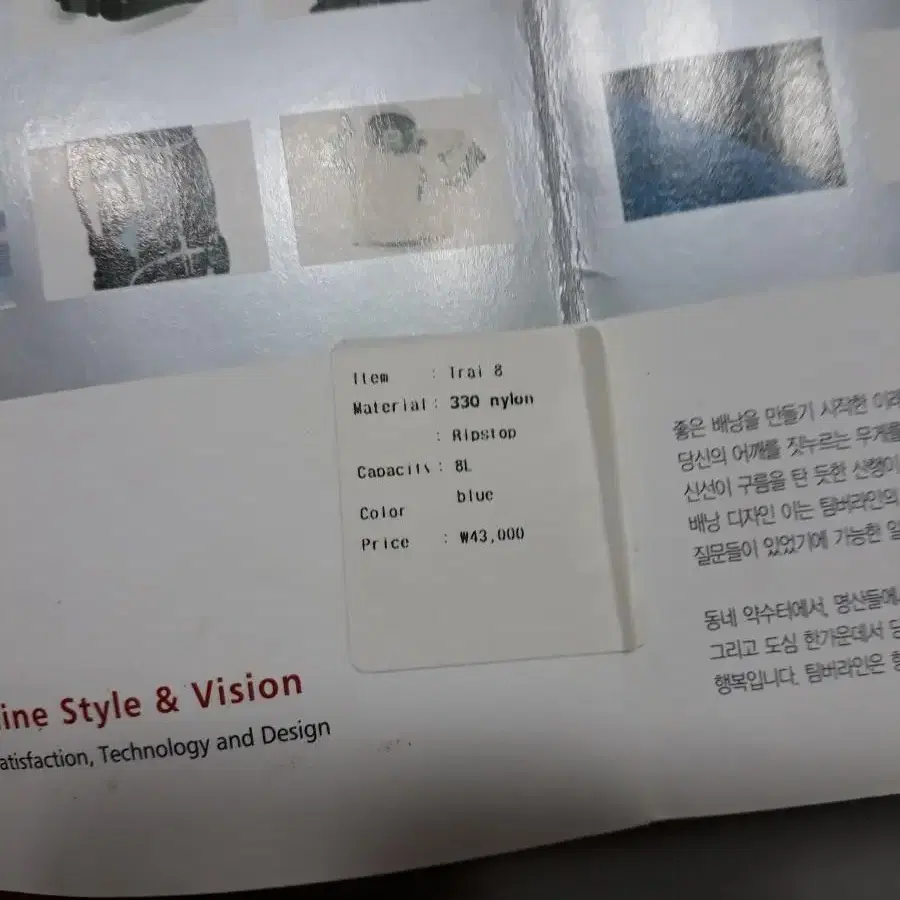 Item : Trai 8
Material : 330 nylon
: Ripstop
Capacity : 8L
Color blue
Price : ₩43,000
ine Style & Vision
atisfaction, Technology and Design
좋은 배낭을 만들기 시작한 이래
당신의 어깨를 짓누르는 무게를
신선이 구름을 탄 듯한 산행이
배낭 디자인 이는 팀버라인의
질문들이 있었기에 가능한 일
동네 약수터에서, 명산들에서
그리고 도심 한가운데서 당
행복입니다. 팀버라인은 항